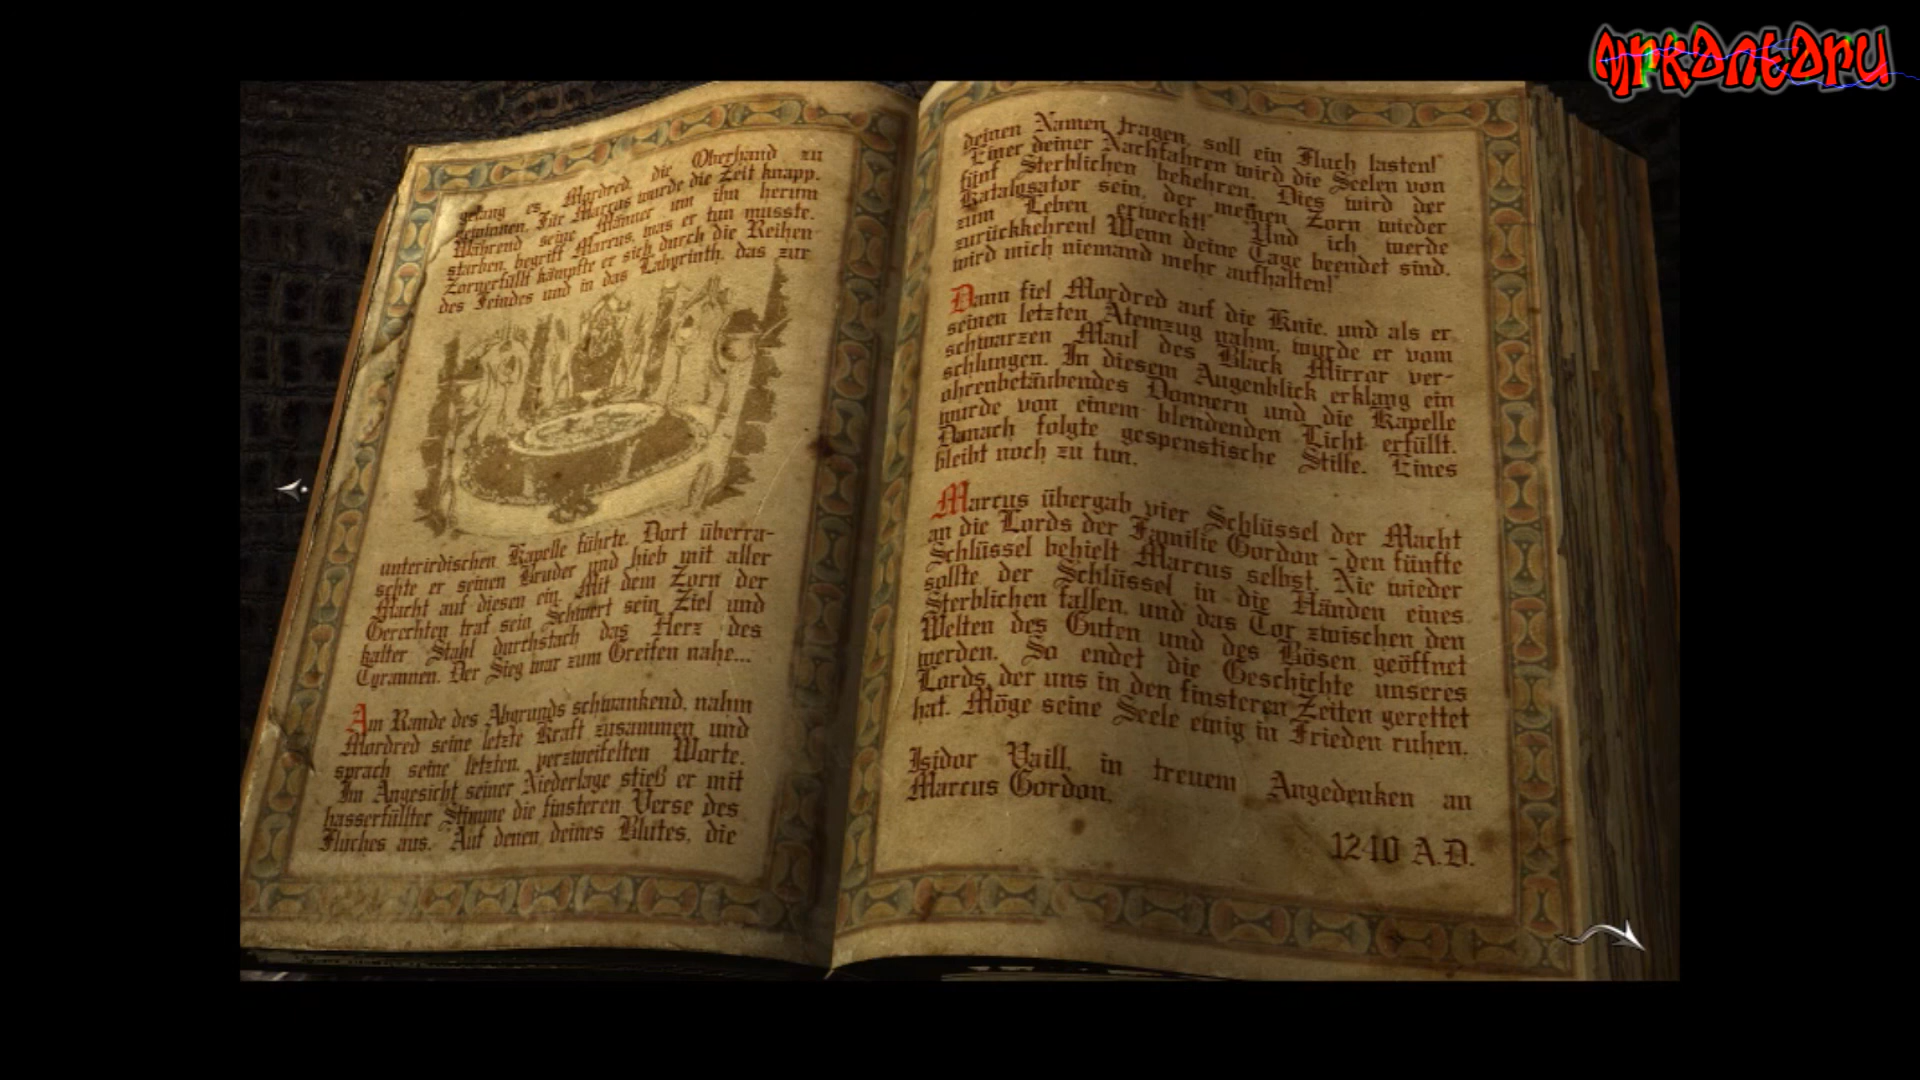 arkantaru
gelang es Mordred, die Oberhand zu
gewinnen. Für Marcus wurde die Zeit knapp.
Während seine Männer um ihn herum
starben, begriff Marcus, was er tun musste.
Zornerfüllt kämpfte er sich durch die Reihen
des Feindes und in das Labyrinth, das zur
unterirdischen Kapelle führte. Dort überra-
schte er seinen Bruder und hieb mit aller
Macht auf diesen ein. Mit dem Zorn der
Gerechten traf sein Schwert sein Ziel und
kalter Stahl durchstach das Herz des
Tyrannen. Der Sieg war zum Greifen nahe...
Am Rande des Abgrunds schwankend, nahm
Mordred seine letzte Kraft zusammen und
sprach seine letzten, verzweifelten Worte.
Im Angesicht seiner Niederlage stieß er mit
hasserfüllter Stimme die finsteren Verse des
Fluches aus. "Auf denen deines Blutes, die
deinen Namen tragen, soll ein Fluch lasten!"
"Einer deiner Nachfahren wird die Seelen von
fünf Sterblichen bekehren. Dies wird der
Katalysator sein, der meinen Zorn wieder
zum Leben erweckt!" "Und ich werde
zurückkehren! Wenn deine Tage beendet sind,
wird mich niemand mehr aufhalten!"
Dann fiel Mordred auf die Knie, und als er
seinen letzten Atemzug nahm, wurde er vom
schwarzen Maul des Black Mirror ver-
schlungen. In diesem Augenblick erklang ein
ohrenbetäubendes Donnern und die Kapelle
wurde von einem blendenden Licht erfüllt.
Danach folgte gespenstische Stille. Eines
bleibt noch zu tun.
Marcus übergab vier Schlüssel der Macht
an die Lords der Familie Gordon - den fünfte
Schlüssel behielt Marcus selbst. Nie wieder
sollte der Schlüssel in die Händen eines
Sterblichen fallen, und das Tor zwischen den
Welten des Guten und des Bösen geöffnet
werden. So endet die Geschichte unseres
Lords, der uns in den finsteren Zeiten gerettet
hat. Möge seine Seele ewig in Frieden ruhen.
Isidor Vaill, in treuem Angedenken an
Marcus Gordon.
1240 A.D.